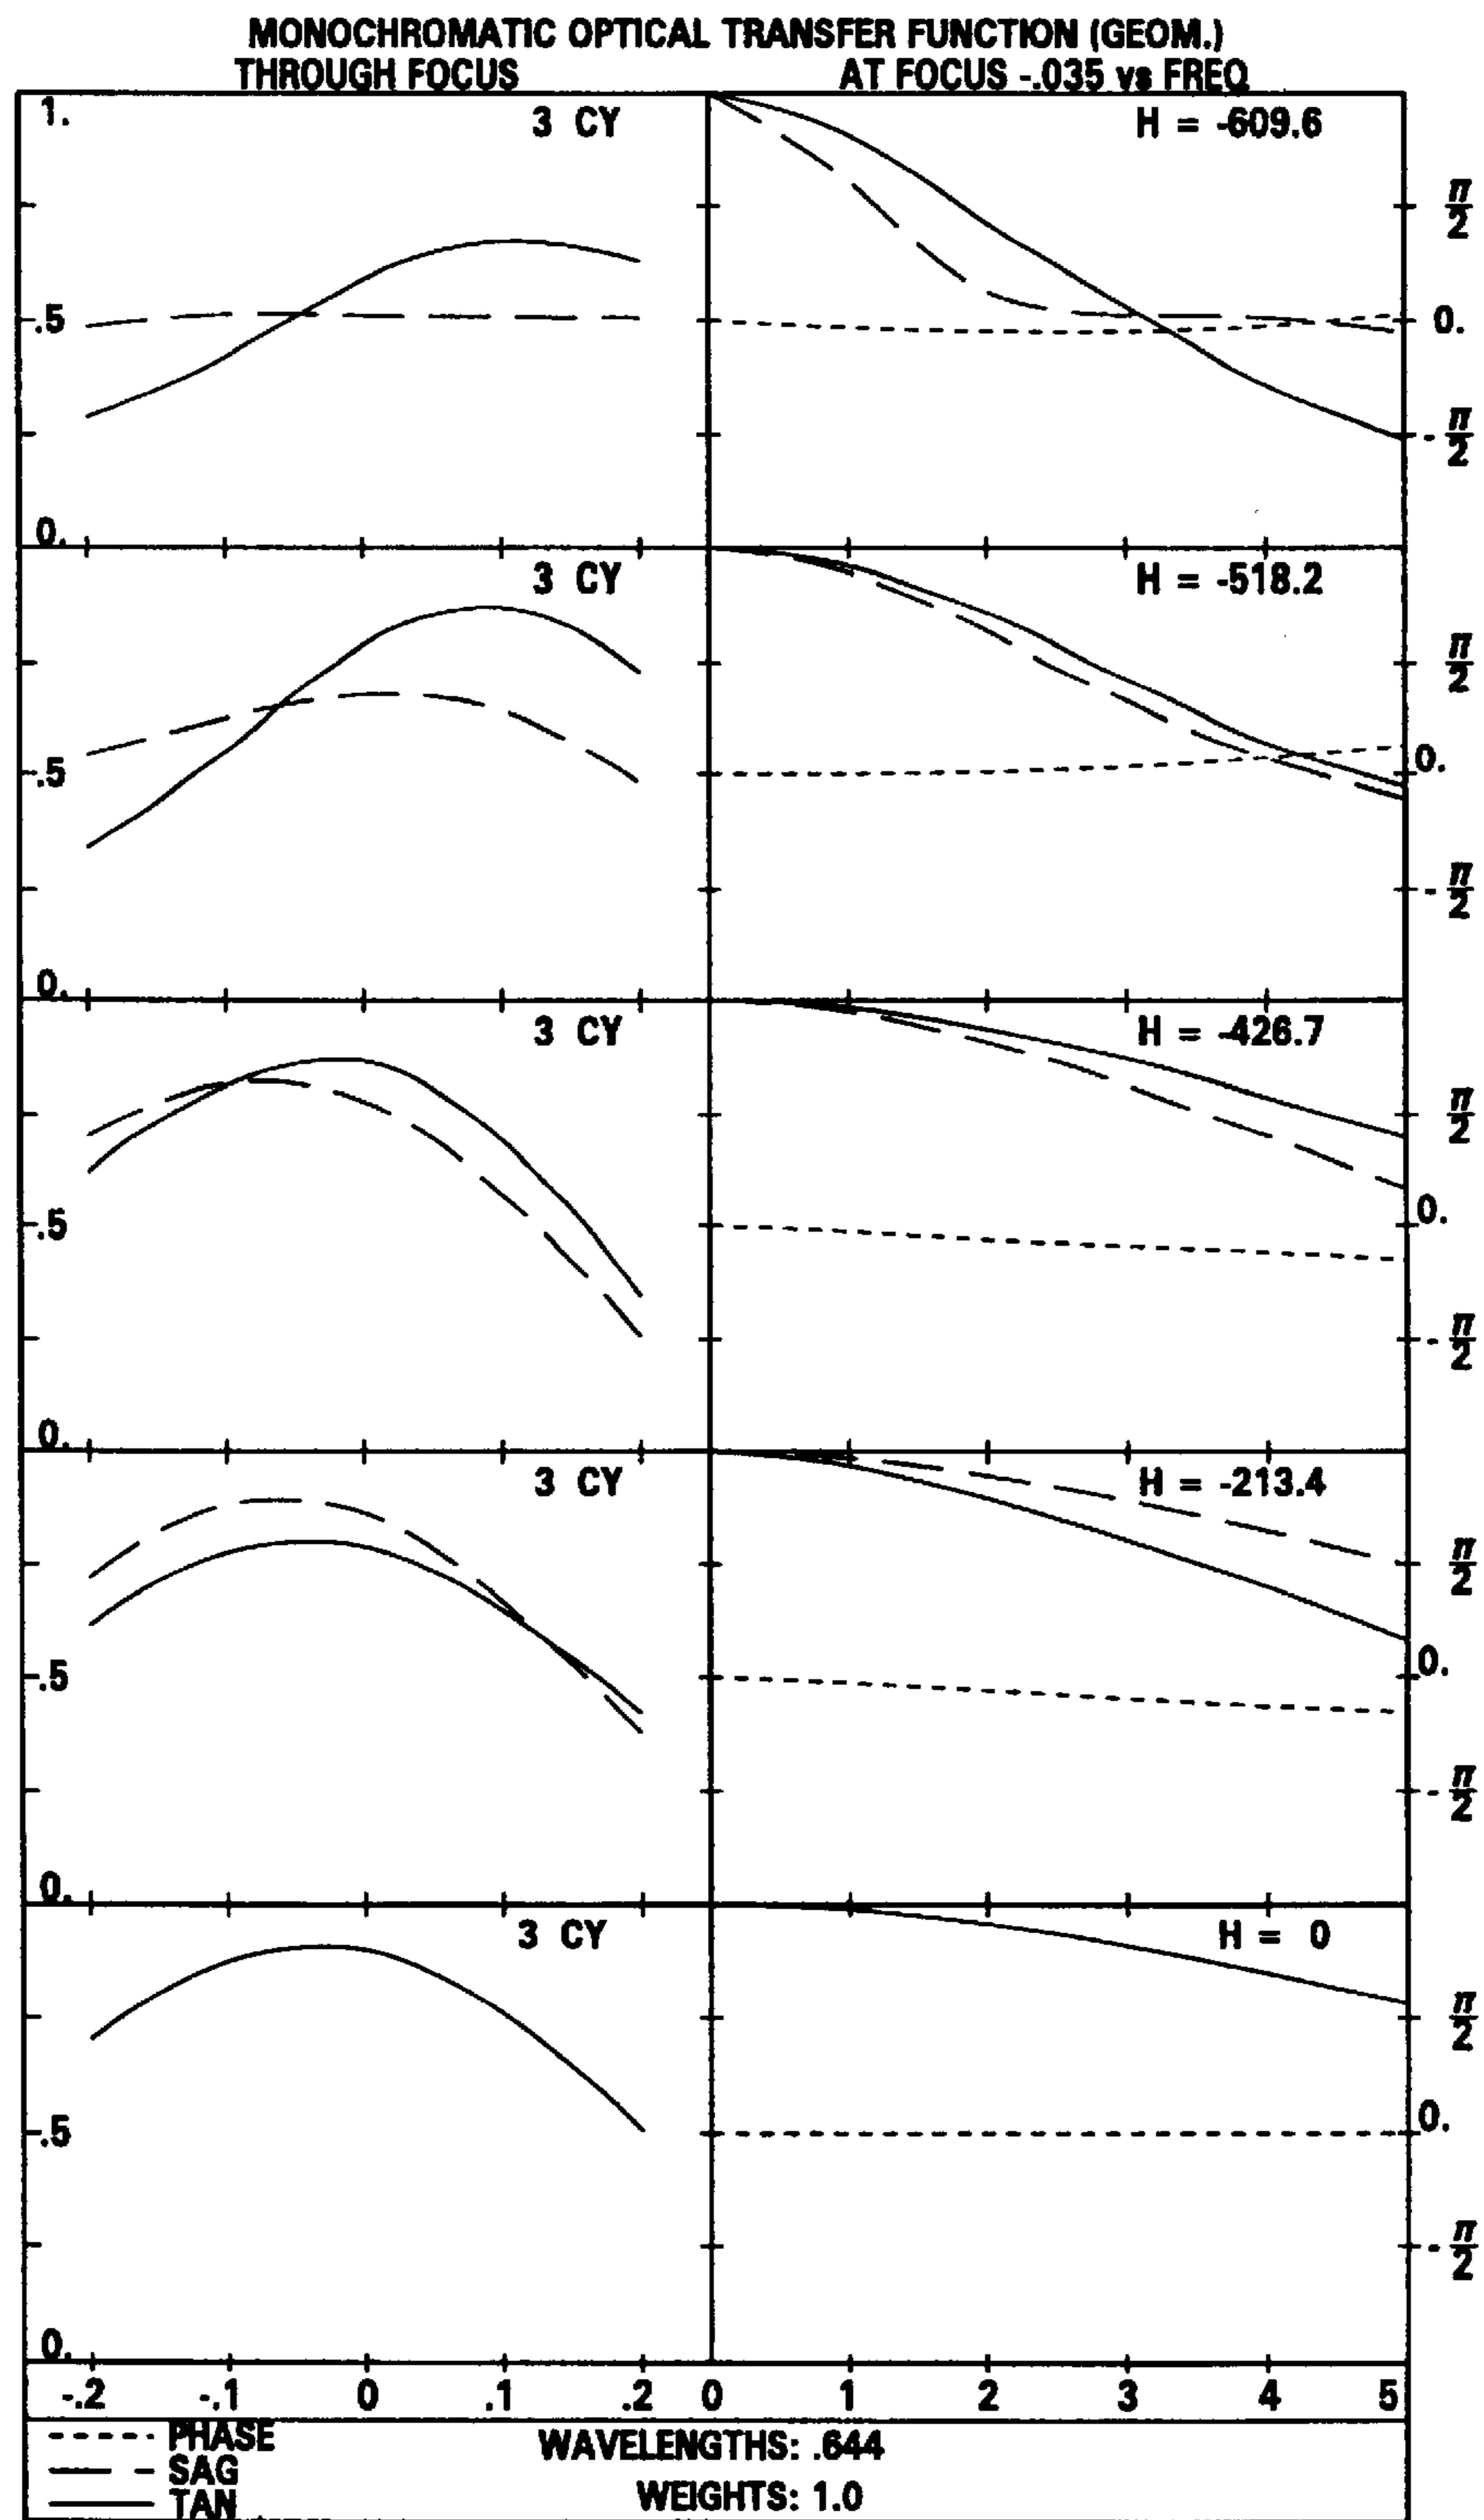 MONOCHROMATIC OPTICAL TRANSFER FUNCTION (GEOM.)
THROUGH FOCUS AT FOCUS -.035 vs FREQ
1. 3 CY H = -609.6
π/2
.5 0.
-π/2
0.
3 CY H = -518.2
π/2
.5 0.
-π/2
0.
3 CY H = -426.7
π/2
.5 0.
-π/2
0.
3 CY H = -213.4
π/2
.5 0.
-π/2
0.
3 CY H = 0
π/2
.5 0.
-π/2
0.
-.2 -.1 0 .1 .2 0 1 2 3 4 5
PHASE WAVELENGTHS: .644
SAG
WEIGHTS: 1.0
TAN